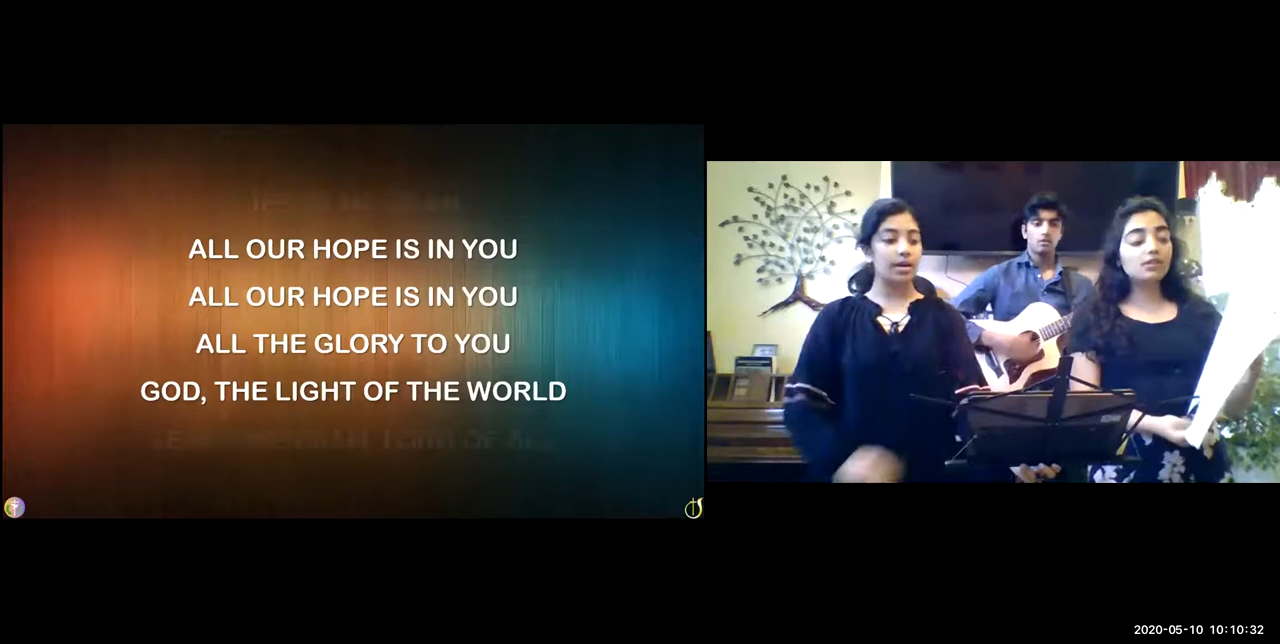 ALL OUR HOPE IS IN YOU
ALL OUR HOPE IS IN YOU
ALL THE GLORY TO YOU
GOD, THE LIGHT OF THE WORLD
2020-05-10 10:10:32